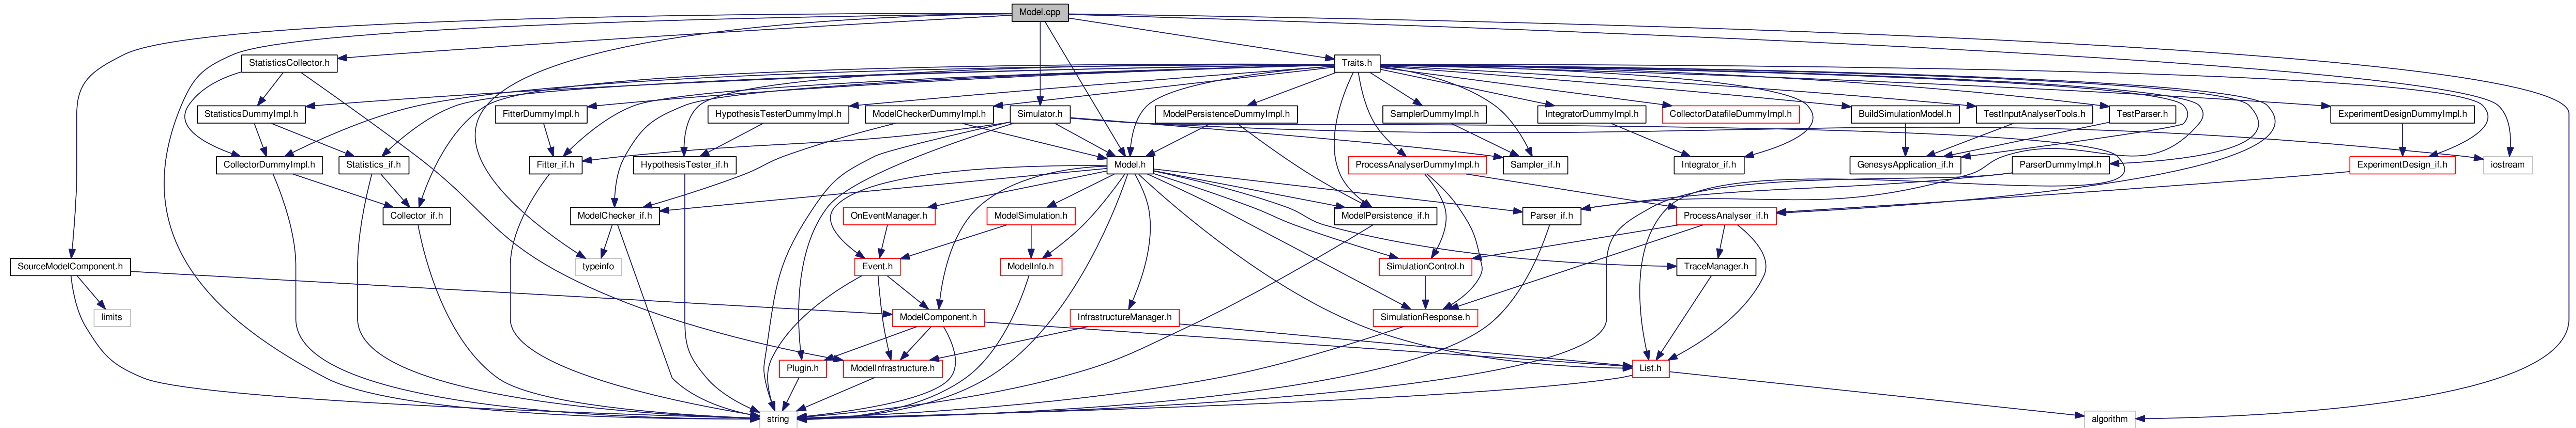 Model.cpp
StatisticsCollector.h
Traits.h
StatisticsDummyImpl.h
FitterDummyImpl.h
HypothesisTesterDummyImpl.h
ModelCheckerDummyImpl.h
Simulator.h
ModelPersistenceDummyImpl.h
SamplerDummyImpl.h
IntegratorDummyImpl.h
CollectorDatafileDummyImpl.h
BuildSimulationModel.h
TestInputAnalyserTools.h
TestParser.h
ExperimentDesignDummyImpl.h
CollectorDummyImpl.h
Statistics_if.h
Fitter_if.h
HypothesisTester_if.h
Model.h
ProcessAnalyserDummyImpl.h
Sampler_if.h
Integrator_if.h
GenesysApplication_if.h
ParserDummyImpl.h
ExperimentDesign_if.h
iostream
Collector_if.h
ModelChecker_if.h
OnEventManager.h
ModelSimulation.h
ModelPersistence_if.h
Parser_if.h
ProcessAnalyser_if.h
SourceModelComponent.h
typeinfo
Event.h
ModelInfo.h
SimulationControl.h
TraceManager.h
limits
ModelComponent.h
InfrastructureManager.h
SimulationResponse.h
Plugin.h
ModelInfrastructure.h
List.h
string
algorithm